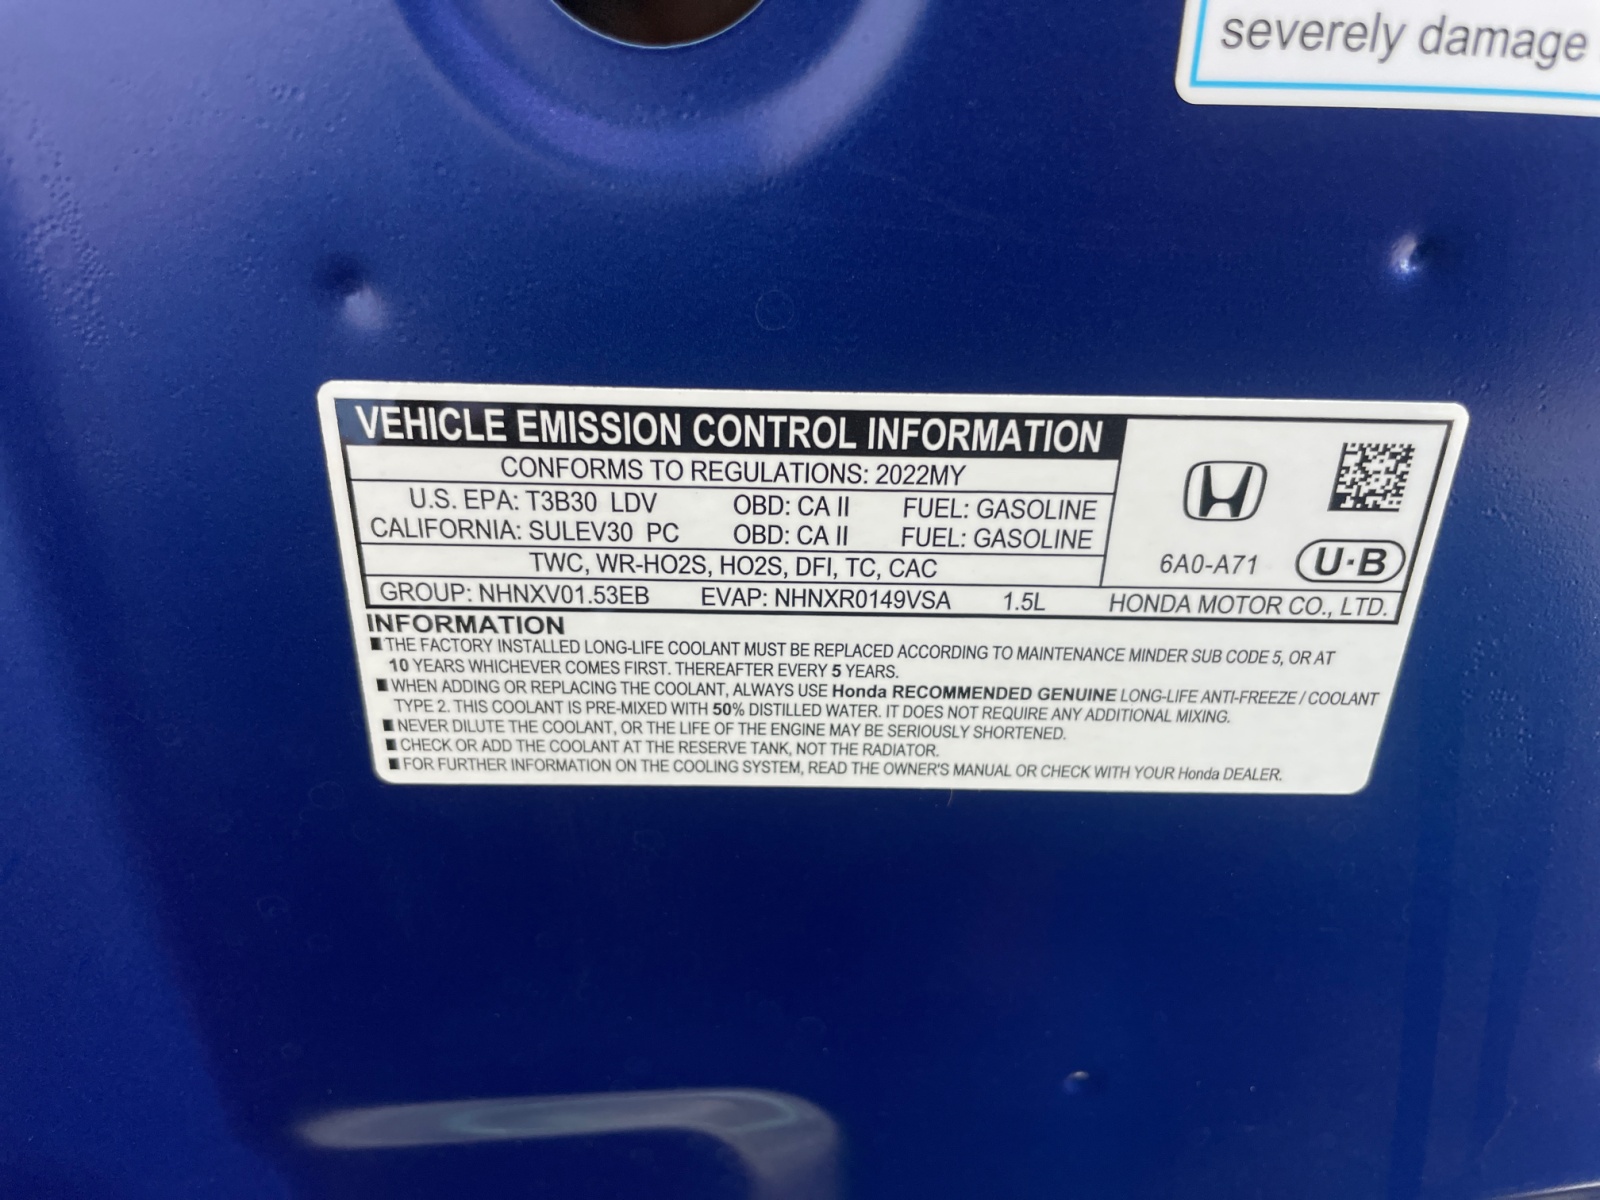 severely damage
VEHICLE EMISSION CONTROL INFORMATION
CONFORMS TO REGULATIONS: 2022MY
U.S. EPA: T3B30 LDV OBD: CA II FUEL: GASOLINE
CALIFORNIA: SULEV30 PC OBD: CA II FUEL: GASOLINE
TWC, WR-HO2S, HO2S, DFI, TC, CAC
6A0-A71 U·B
GROUP: NHNXV01.53EB EVAP: NHNXR0149VSA 1.5L HONDA MOTOR CO., LTD.
INFORMATION
■ THE FACTORY INSTALLED LONG-LIFE COOLANT MUST BE REPLACED ACCORDING TO MAINTENANCE MINDER SUB CODE 5, OR AT
10 YEARS WHICHEVER COMES FIRST. THEREAFTER EVERY 5 YEARS.
■ WHEN ADDING OR REPLACING THE COOLANT, ALWAYS USE Honda RECOMMENDED GENUINE LONG-LIFE ANTI-FREEZE / COOLANT
TYPE 2. THIS COOLANT IS PRE-MIXED WITH 50% DISTILLED WATER. IT DOES NOT REQUIRE ANY ADDITIONAL MIXING.
■ NEVER DILUTE THE COOLANT, OR THE LIFE OF THE ENGINE MAY BE SERIOUSLY SHORTENED.
■ CHECK OR ADD THE COOLANT AT THE RESERVE TANK, NOT THE RADIATOR.
■ FOR FURTHER INFORMATION ON THE COOLING SYSTEM, READ THE OWNER'S MANUAL OR CHECK WITH YOUR Honda DEALER.